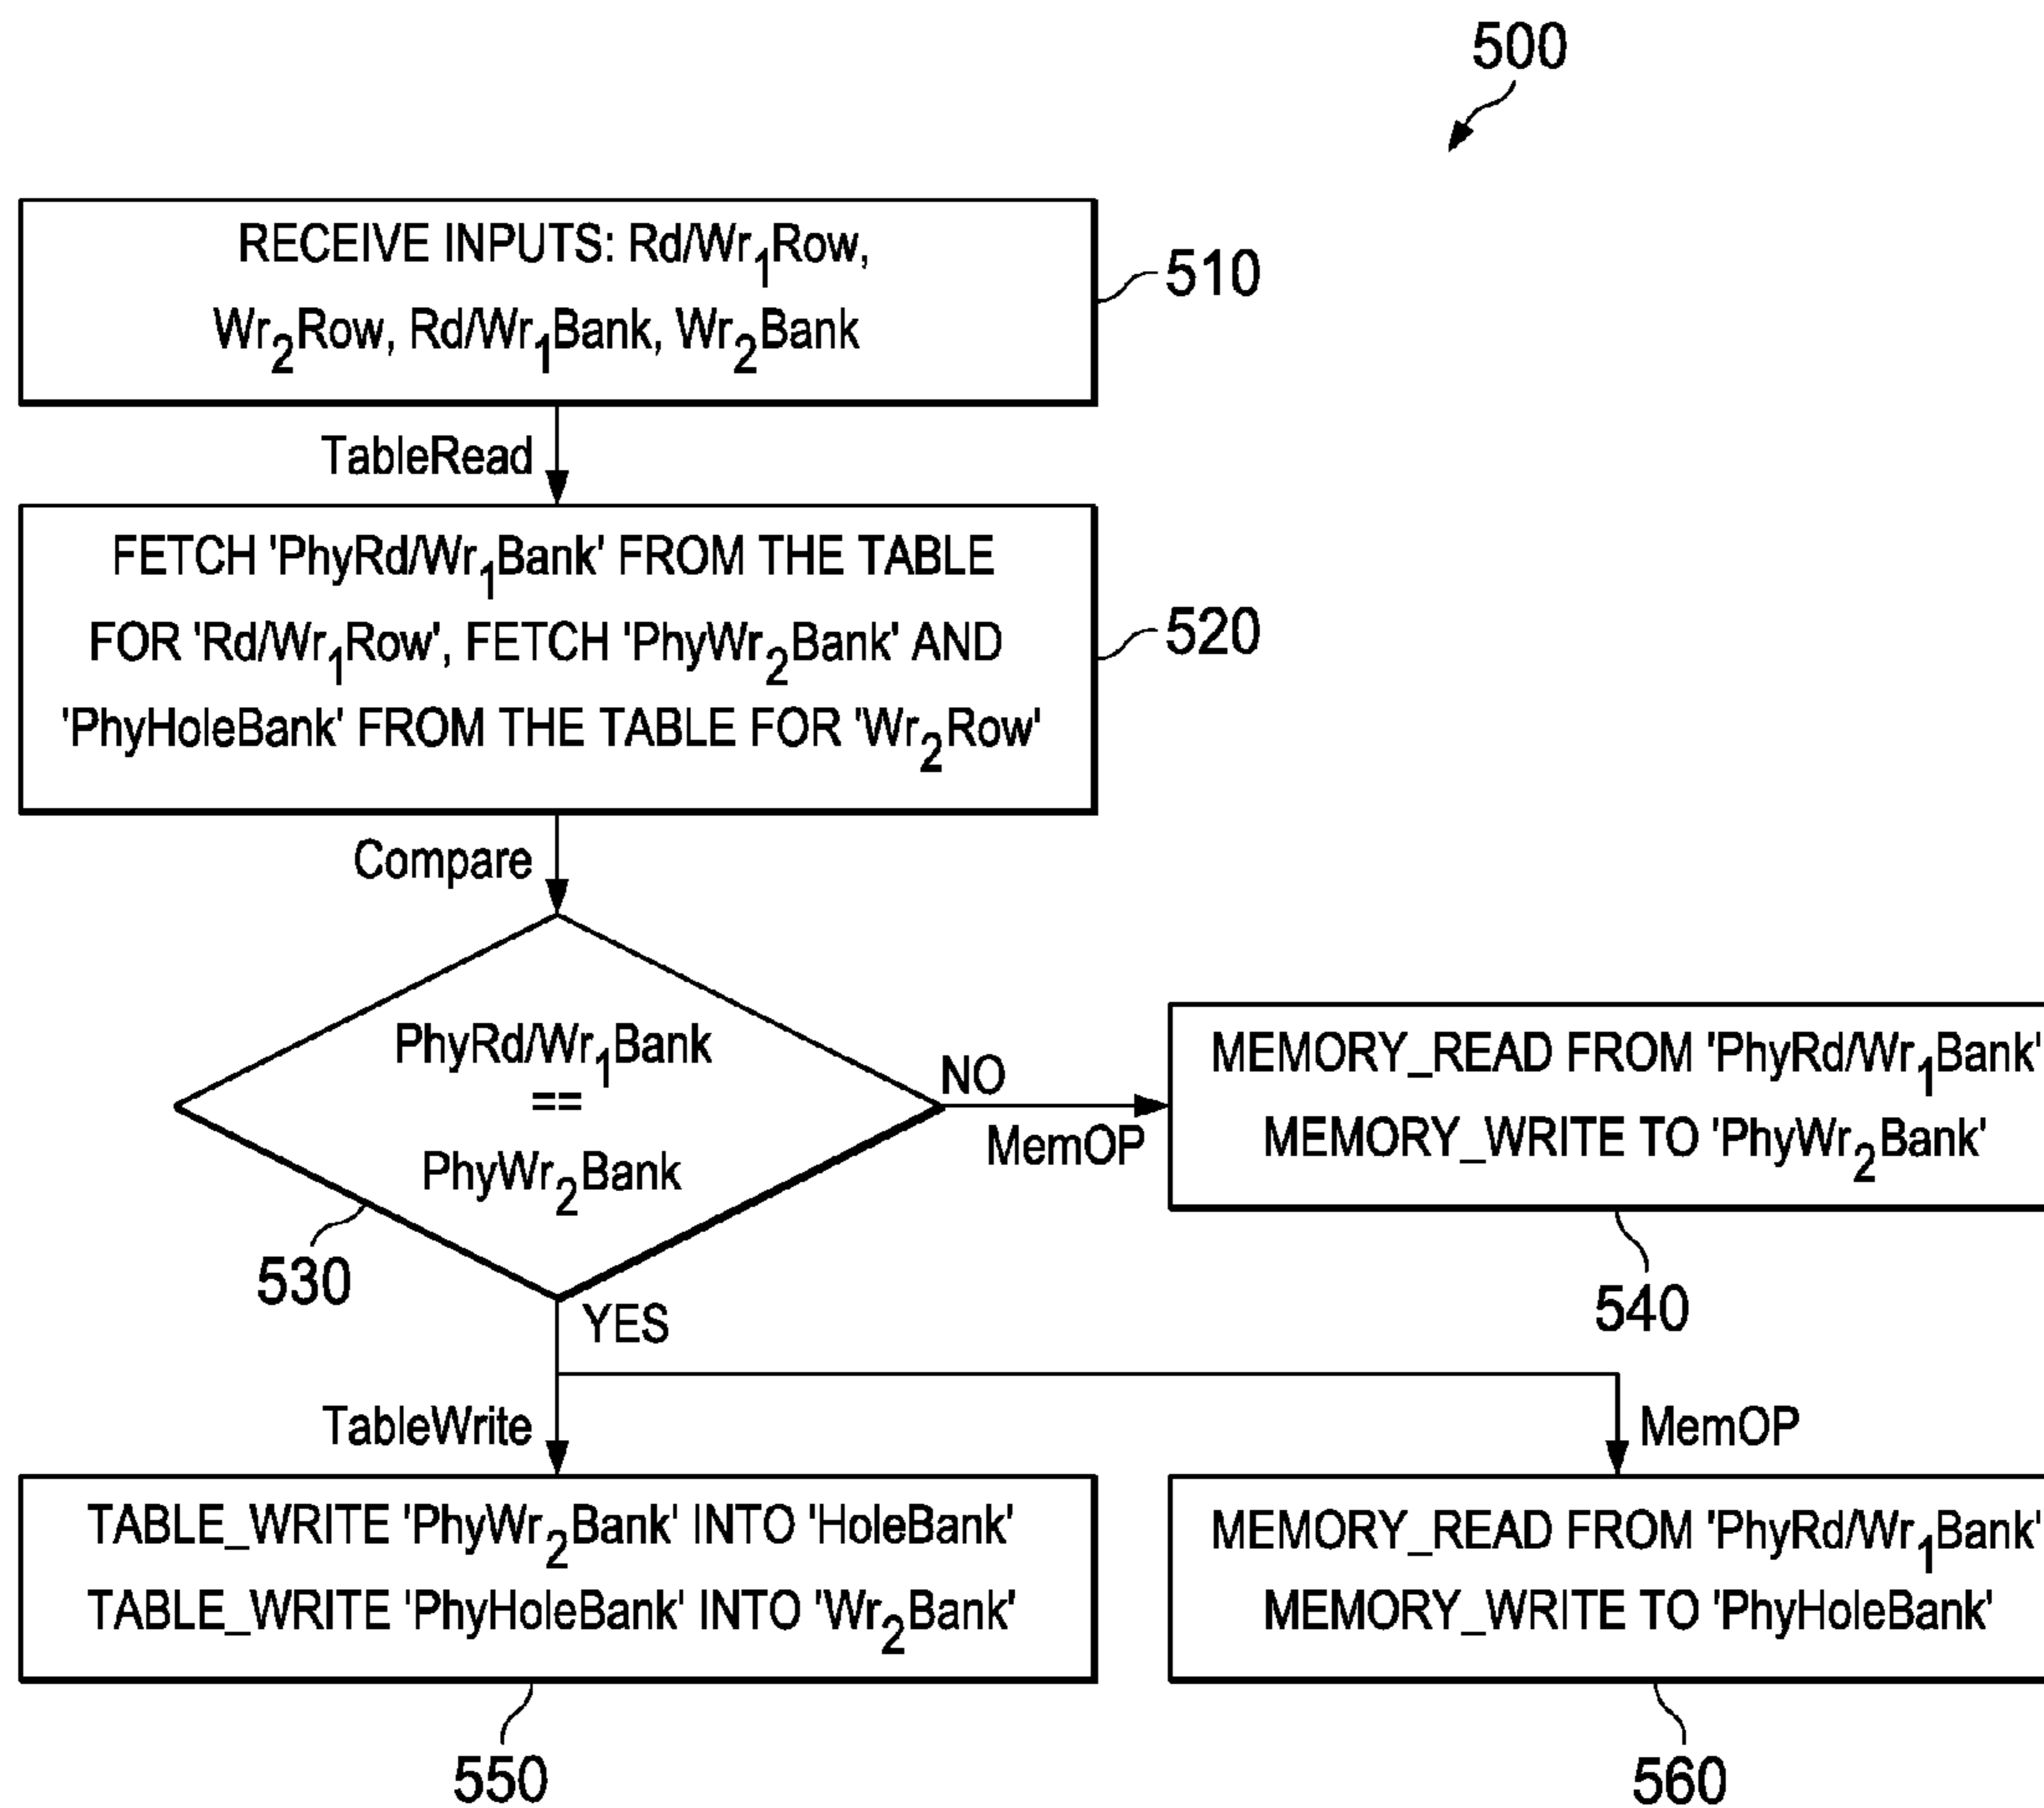 500
RECEIVE INPUTS: Rd/Wr₁Row,
Wr₂Row, Rd/Wr₁Bank, Wr₂Bank
510
TableRead
FETCH 'PhyRd/Wr₁Bank' FROM THE TABLE
FOR 'Rd/Wr₁Row', FETCH 'PhyWr₂Bank' AND
'PhyHoleBank' FROM THE TABLE FOR 'Wr₂Row'
520
Compare
PhyRd/Wr₁Bank
==
PhyWr₂Bank
530
NO
MemOP
MEMORY_READ FROM 'PhyRd/Wr₁Bank'
MEMORY_WRITE TO 'PhyWr₂Bank'
540
YES
TableWrite
MemOP
TABLE_WRITE 'PhyWr₂Bank' INTO 'HoleBank'
TABLE_WRITE 'PhyHoleBank' INTO 'Wr₂Bank'
550
MEMORY_READ FROM 'PhyRd/Wr₁Bank'
MEMORY_WRITE TO 'PhyHoleBank'
560